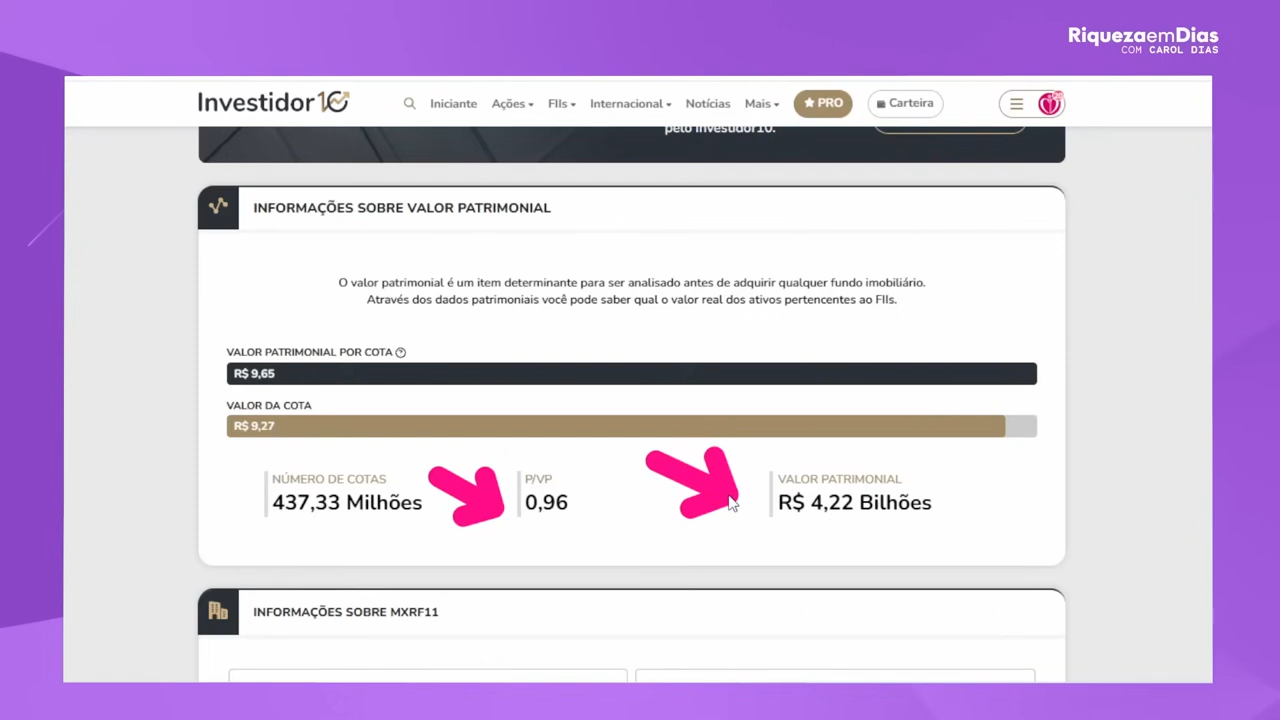 RiquezaemDias
COM CAROL DIAS
Investidor10
Iniciante
Ações
FIIs
Internacional
Notícias
Mais
PRO
Carteira
pelo Investidor10.
INFORMAÇÕES SOBRE VALOR PATRIMONIAL
O valor patrimonial é um item determinante para ser analisado antes de adquirir qualquer fundo imobiliário.
Através dos dados patrimoniais você pode saber qual o valor real dos ativos pertencentes ao FIIs.
VALOR PATRIMONIAL POR COTA
R$ 9,65
VALOR DA COTA
R$ 9,27
NÚMERO DE COTAS
437,33 Milhões
P/VP
0,96
VALOR PATRIMONIAL
R$ 4,22 Bilhões
INFORMAÇÕES SOBRE MXRF11